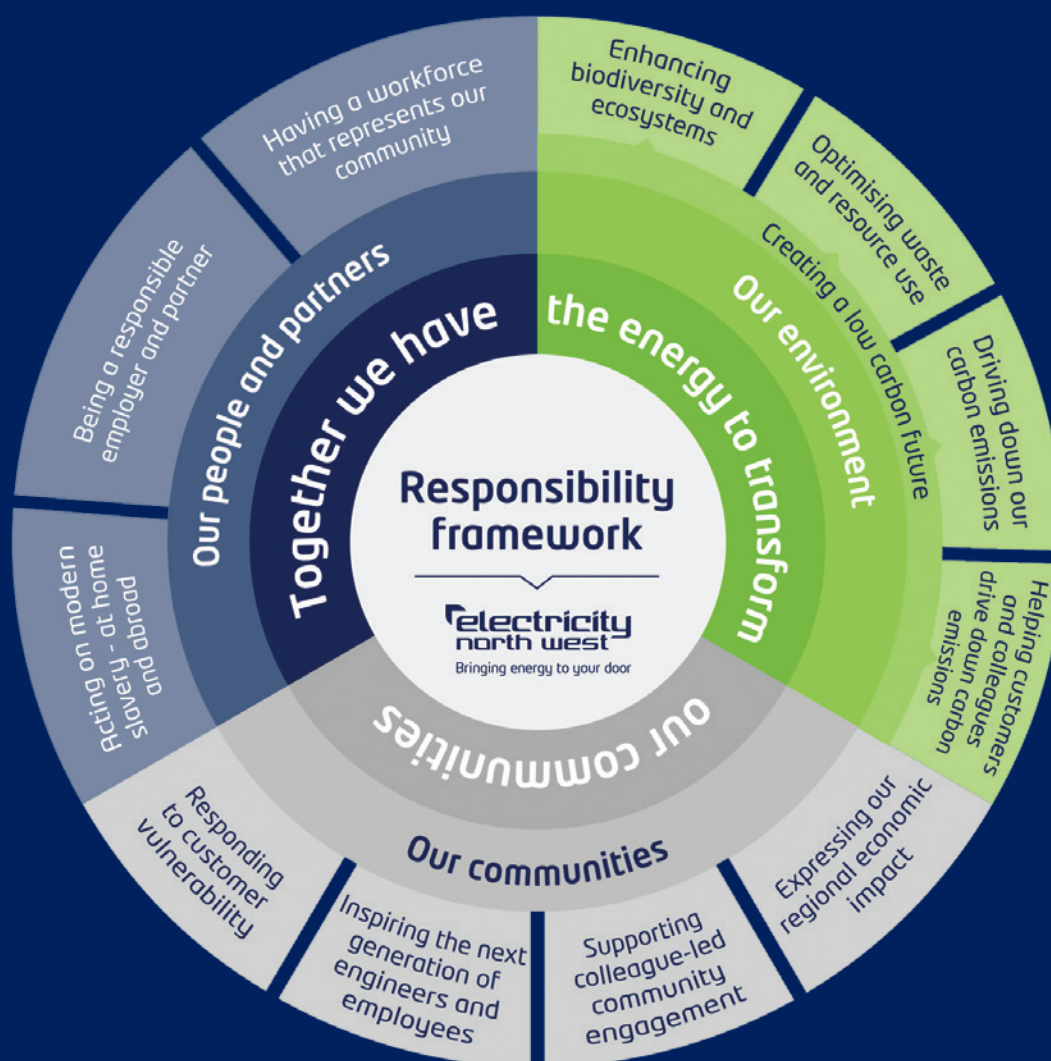 Responsibility
framework
electricity
north west
Bringing energy to your door
Together we have
the energy to transform
our communities
Our people and partners
Having a workforce
that represents our
community
Being a responsible
employer and partner
Acting on modern
slavery - at home
and abroad
Our environment
Creating a low carbon future
Enhancing
biodiversity and
ecosystems
Optimising waste
and resource use
Driving down our
carbon emissions
Helping customers
and colleagues
drive down carbon
emissions
Our communities
Expressing our
regional economic
impact
Supporting
colleague-led
community
engagement
Inspiring the next
generation of
engineers and
employees
Responding
to customer
vulnerability